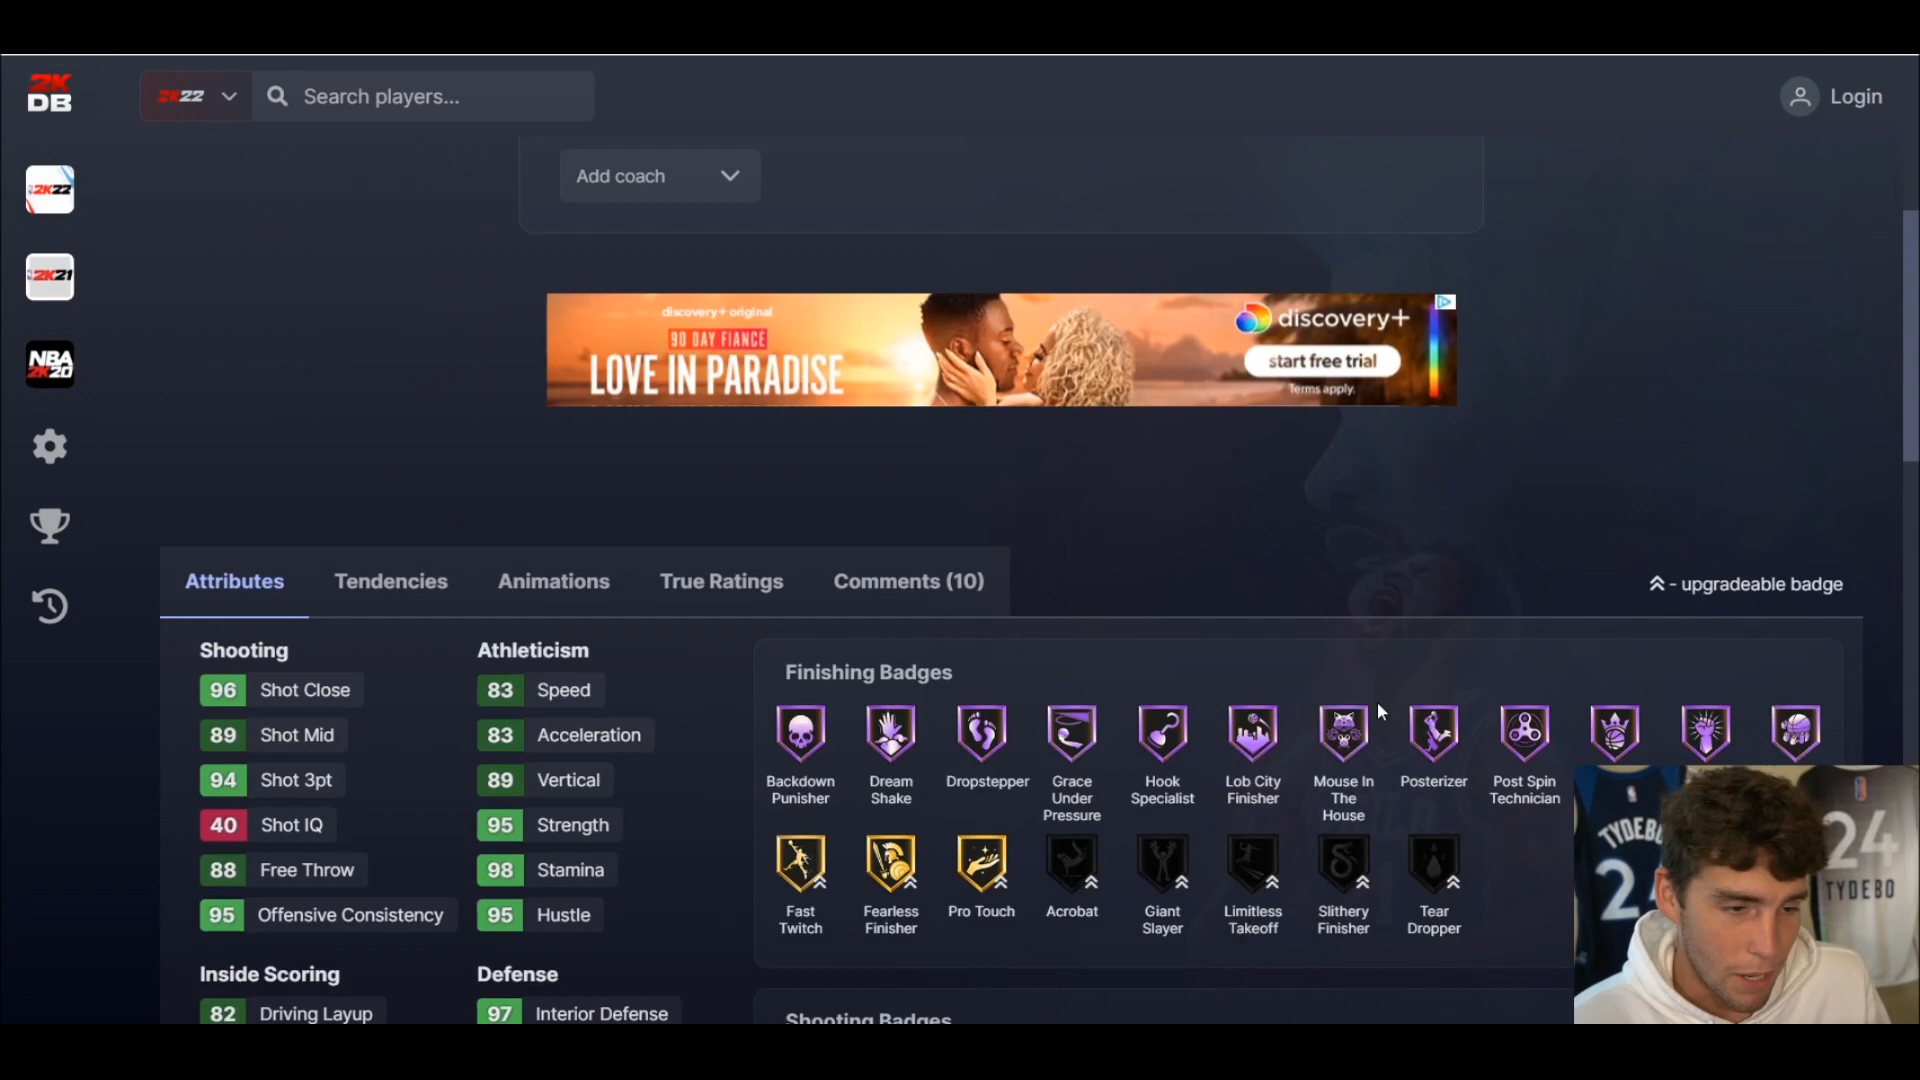 2K
DB
2K22
Search players...
Login
2K22
2K21
NBA
2K20
Add coach
discovery+ original
90 DAY FIANCE
LOVE IN PARADISE
discovery+
start free trial
Terms apply.
Attributes
Tendencies
Animations
True Ratings
Comments (10)
- upgradeable badge
Shooting
96 Shot Close
89 Shot Mid
94 Shot 3pt
40 Shot IQ
88 Free Throw
95 Offensive Consistency
Inside Scoring
82 Driving Layup
Athleticism
83 Speed
83 Acceleration
89 Vertical
95 Strength
98 Stamina
95 Hustle
Defense
97 Interior Defense
Finishing Badges
Backdown
Punisher
Dream
Shake
Dropstepper
Grace
Under
Pressure
Hook
Specialist
Lob City
Finisher
Mouse In
The
House
Posterizer
Post Spin
Technician
Fast
Twitch
Fearless
Finisher
Pro Touch
Acrobat
Giant
Slayer
Limitless
Takeoff
Slithery
Finisher
Tear
Dropper
Shooting Badges
24
TYDEBO